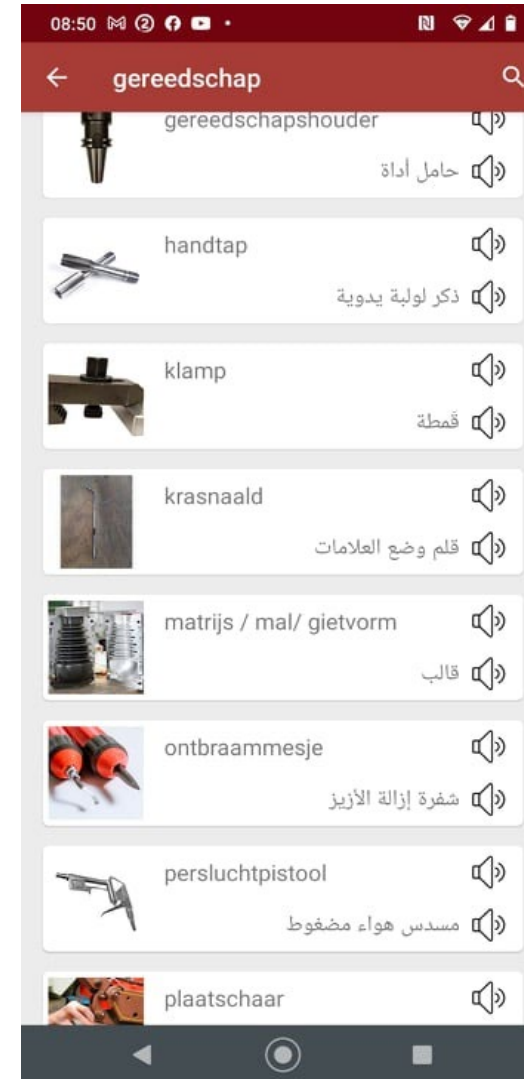 08:50
gereedschap
gereedschapshouder
حامل أداة
handtap
ذكر لولبة يدوية
klamp
قَمطة
krasnaald
قلم وضع العلامات
matrijs / mal/ gietvorm
قالب
ontbraammesje
شفرة إزالة الأزيز
persluchtpistool
مسدس هواء مضغوط
plaatschaar